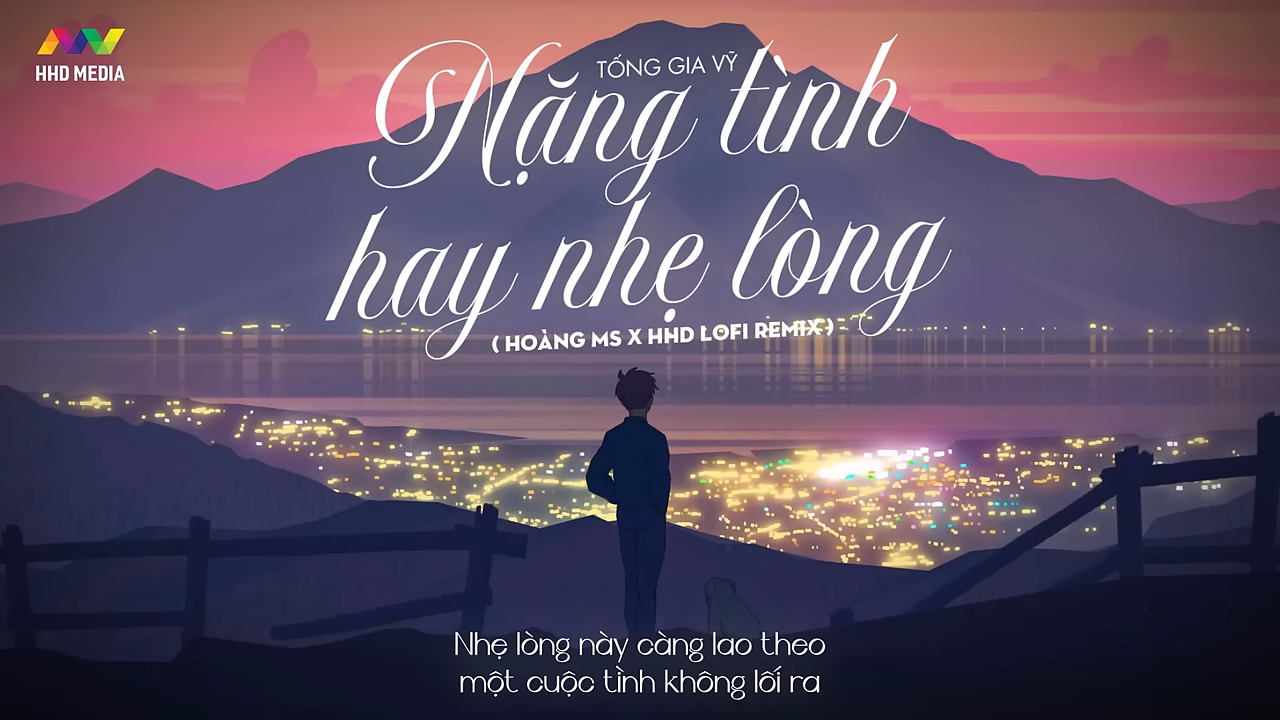 HHD MEDIA
TỐNG GIA VỸ
Nặng tình
hay nhẹ lòng
( HOÀNG MS X HHD LOFI REMIX )
Nhẹ lòng này càng lao theo
một cuộc tình không lối ra